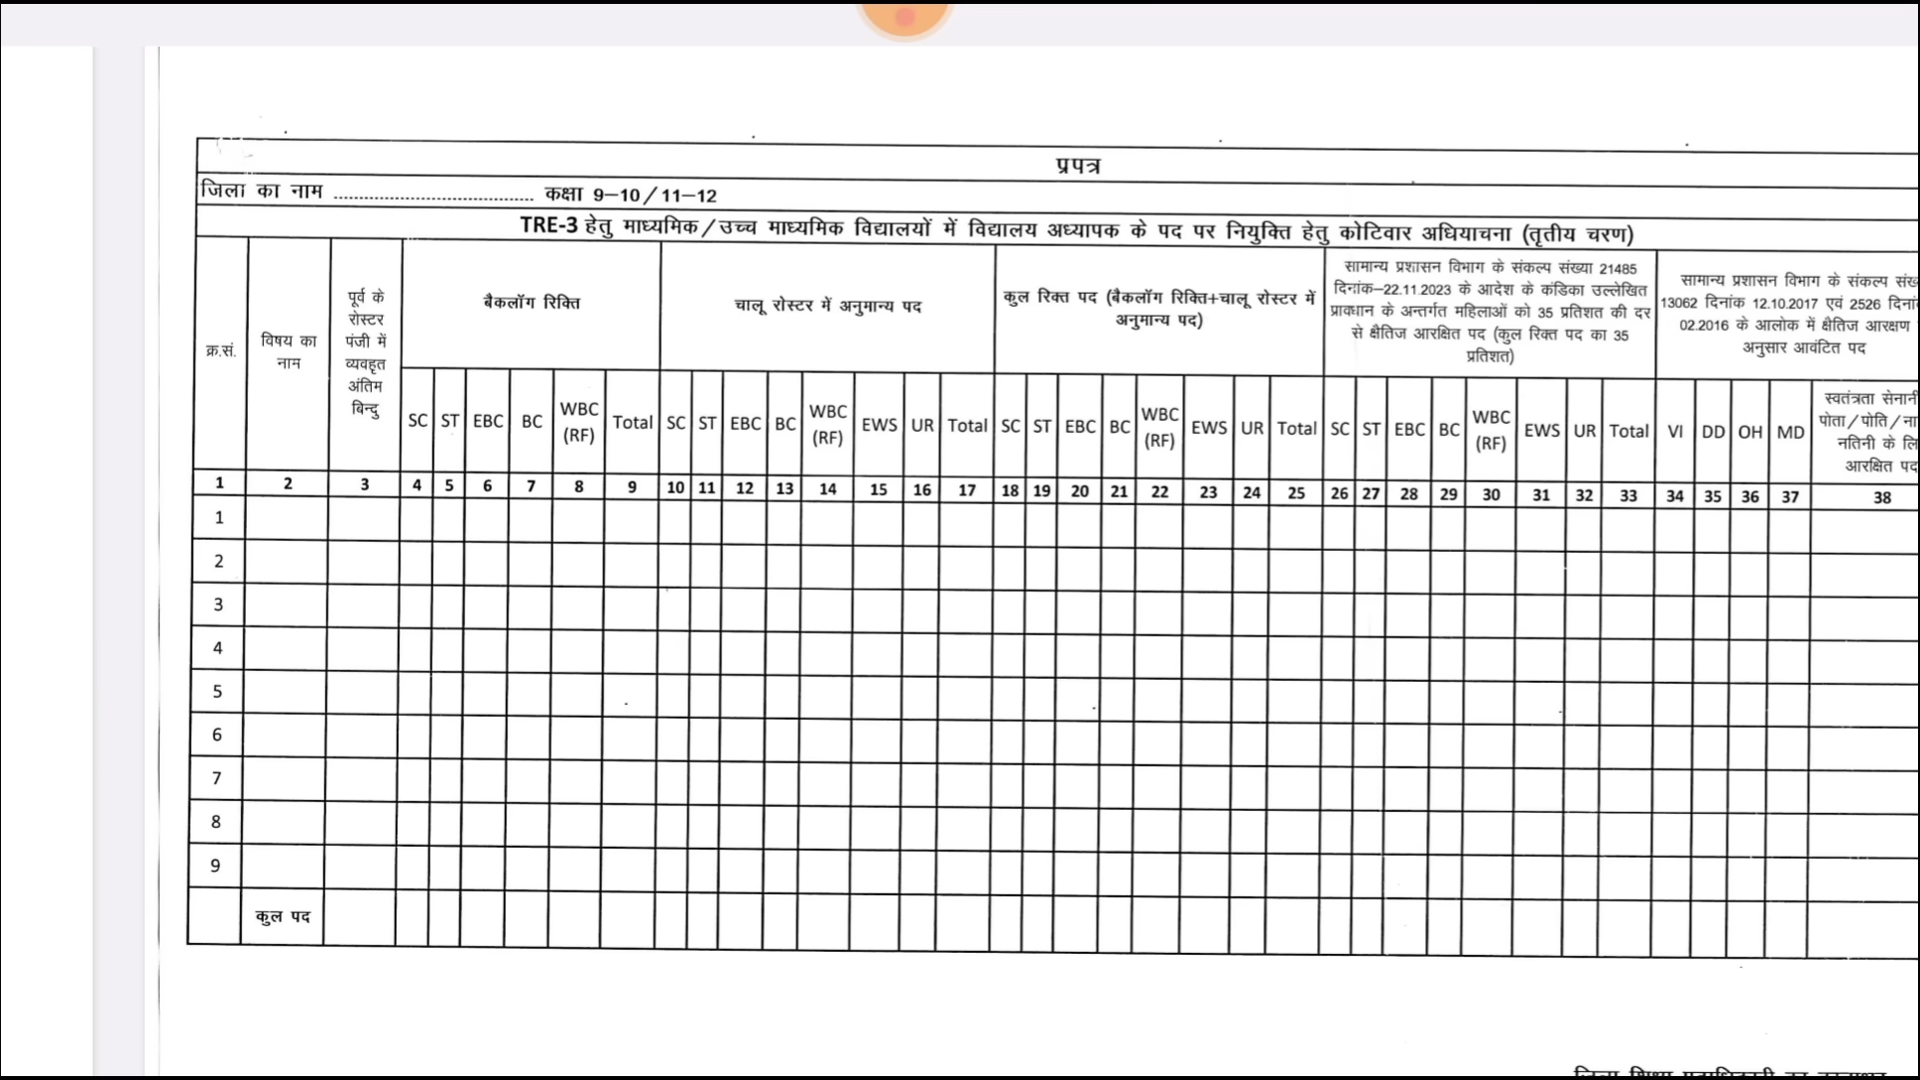 प्रपत्र
जिला का नाम ........................................ कक्षा 9–10/11–12
TRE-3 हेतु माध्यमिक/उच्च माध्यमिक विद्यालयों में विद्यालय अध्यापक के पद पर नियुक्ति हेतु कोटिवार अधियाचना (तृतीय चरण)
क्र.सं.
विषय का
नाम
पूर्व के
रोस्टर
पंजी में
व्यवहृत
अंतिम
बिन्दु
बैकलॉग रिक्ति
चालू रोस्टर में अनुमान्य पद
कुल रिक्त पद (बैकलॉग रिक्ति+चालू रोस्टर में
अनुमान्य पद)
सामान्य प्रशासन विभाग के संकल्प संख्या 21485
दिनांक–22.11.2023 के आदेश के कंडिका उल्लेखित
प्रावधान के अन्तर्गत महिलाओं को 35 प्रतिशत की दर
से क्षैतिज आरक्षित पद (कुल रिक्त पद का 35
प्रतिशत)
सामान्य प्रशासन विभाग के संकल्प
13062 दिनांक 12.10.2017 एवं 2526
02.2016 के आलोक में क्षैतिज आरक्षण
अनुसार आवंटित पद
SC ST EBC BC WBC (RF) Total SC ST EBC BC WBC (RF) EWS UR Total SC ST EBC BC WBC (RF) EWS UR Total SC ST EBC BC WBC (RF) EWS UR Total VI DD OH MD
स्वतंत्रता सेनानी
पोता/पोति/
नतिनी के
आरक्षित पद
1 2 3 4 5 6 7 8 9 10 11 12 13 14 15 16 17 18 19 20 21 22 23 24 25 26 27 28 29 30 31 32 33 34 35 36 37 38
1
2
3
4
5
6
7
8
9
कुल पद